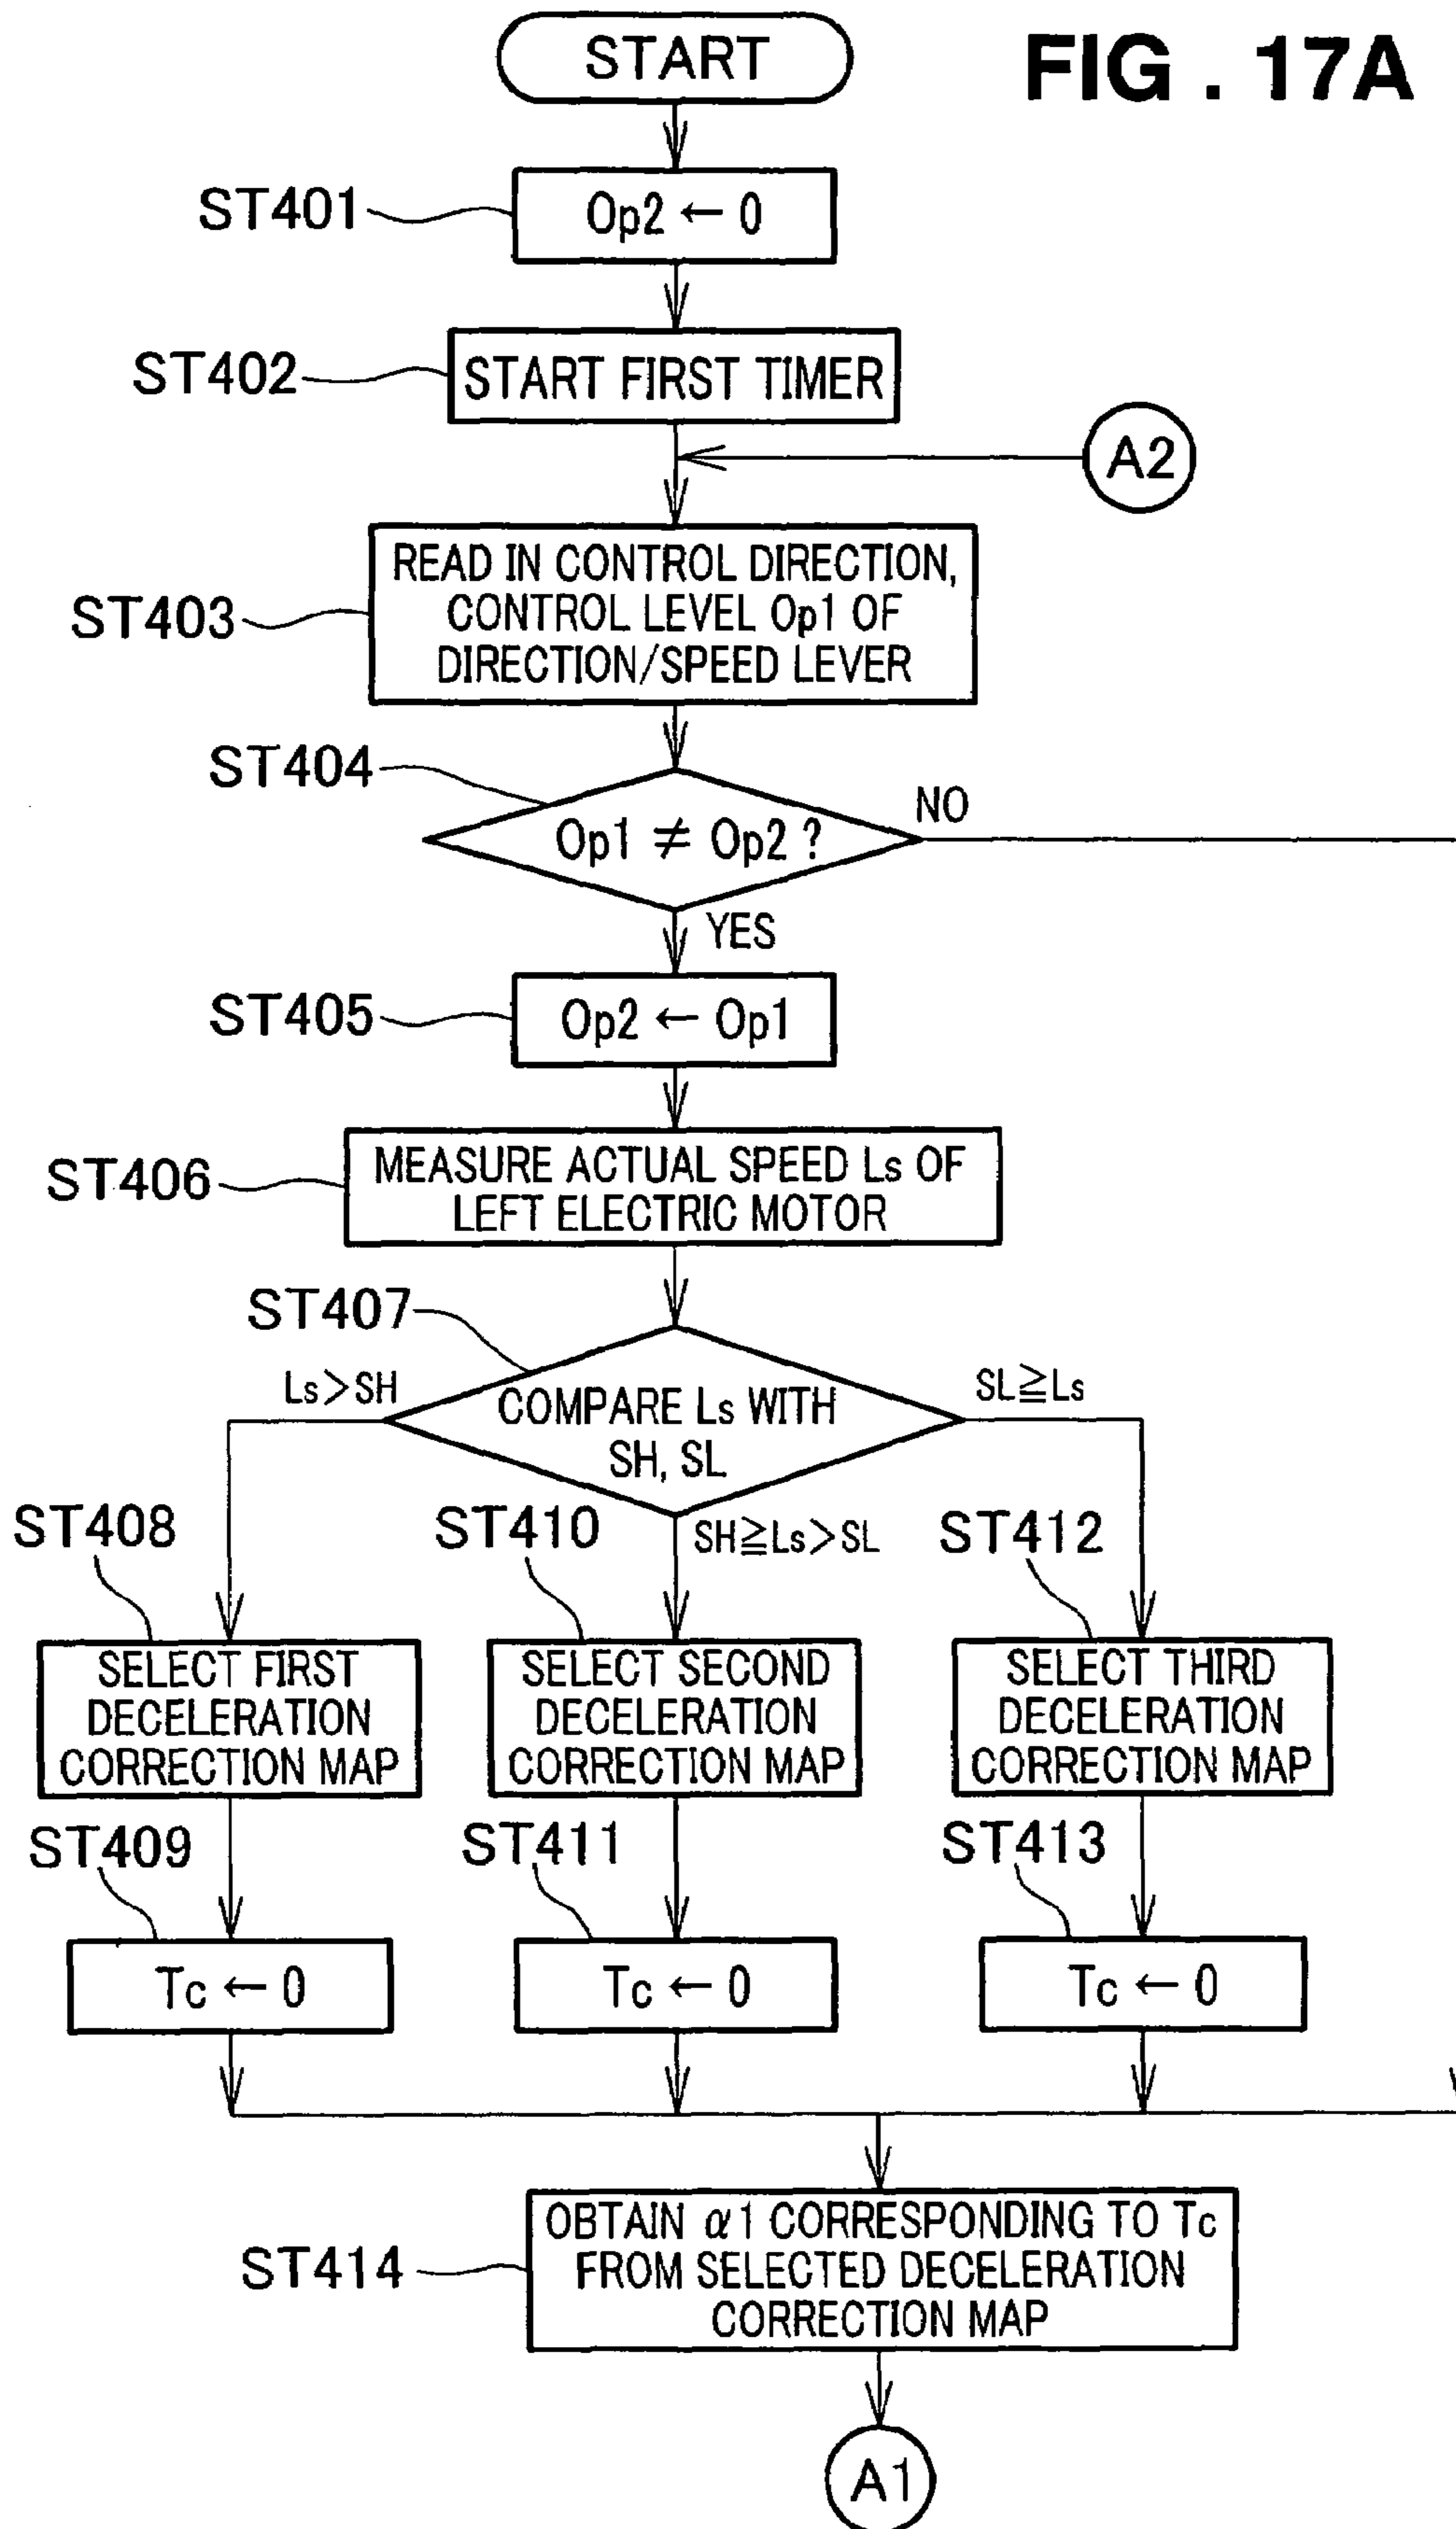 START
FIG . 17A
ST401
Op2 ← 0
ST402
START FIRST TIMER
A2
ST403
READ IN CONTROL DIRECTION,
CONTROL LEVEL Op1 OF
DIRECTION/SPEED LEVER
ST404
Op1 ≠ Op2 ?
NO
YES
ST405
Op2 ← Op1
ST406
MEASURE ACTUAL SPEED Ls OF
LEFT ELECTRIC MOTOR
ST407
Ls>SH
COMPARE Ls WITH
SH, SL
SL≧Ls
SH≧Ls>SL
ST408
SELECT FIRST
DECELERATION
CORRECTION MAP
ST410
SELECT SECOND
DECELERATION
CORRECTION MAP
ST412
SELECT THIRD
DECELERATION
CORRECTION MAP
ST409
Tc ← 0
ST411
Tc ← 0
ST413
Tc ← 0
ST414
OBTAIN α1 CORRESPONDING TO Tc
FROM SELECTED DECELERATION
CORRECTION MAP
A1